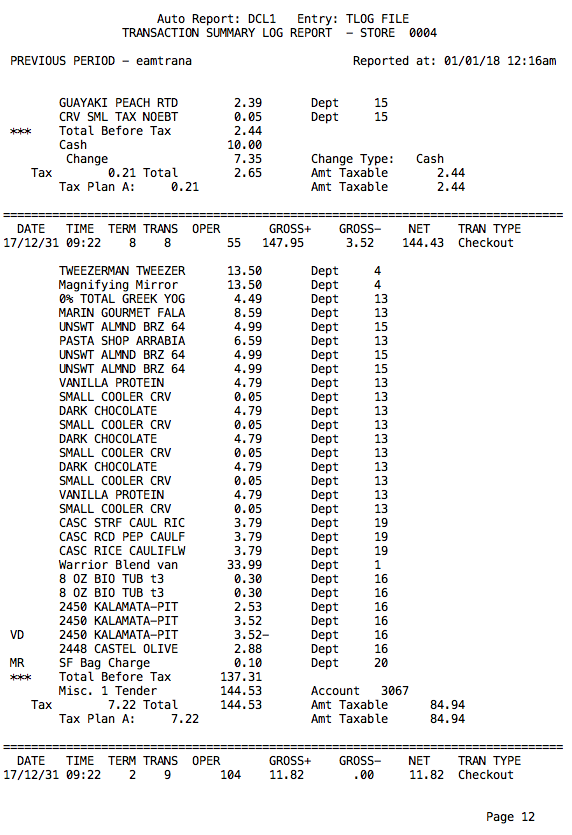 Auto Report: DCL1   Entry: TLOG FILE
TRANSACTION SUMMARY LOG REPORT  - STORE  0004
PREVIOUS PERIOD - eamtrana                       Reported at: 01/01/18 12:16am
GUAYAKI PEACH RTD       2.39       Dept     15
CRV SML TAX NOEBT       0.05       Dept     15
***    Total Before Tax        2.44
Cash                   10.00
Change                  7.35       Change Type:   Cash
Tax        0.21 Total        2.65       Amt Taxable       2.44
Tax Plan A:     0.21                Amt Taxable       2.44
================================================================================
DATE   TIME  TERM TRANS  OPER       GROSS+    GROSS-    NET    TRAN TYPE
17/12/31 09:22    8    8        55   147.95      3.52    144.43  Checkout
TWEEZERMAN TWEEZER     13.50       Dept     4
Magnifying Mirror      13.50       Dept     4
0% TOTAL GREEK YOG      4.49       Dept     13
MARIN GOURMET FALA      8.59       Dept     13
UNSWT ALMND BRZ 64      4.99       Dept     15
PASTA SHOP ARRABIA      6.59       Dept     13
UNSWT ALMND BRZ 64      4.99       Dept     15
UNSWT ALMND BRZ 64      4.99       Dept     15
VANILLA PROTEIN         4.79       Dept     13
SMALL COOLER CRV        0.05       Dept     13
DARK CHOCOLATE          4.79       Dept     13
SMALL COOLER CRV        0.05       Dept     13
DARK CHOCOLATE          4.79       Dept     13
SMALL COOLER CRV        0.05       Dept     13
DARK CHOCOLATE          4.79       Dept     13
SMALL COOLER CRV        0.05       Dept     13
VANILLA PROTEIN         4.79       Dept     13
SMALL COOLER CRV        0.05       Dept     13
CASC STRF CAUL RIC      3.79       Dept     19
CASC RCD PEP CAULF      3.79       Dept     19
CASC RICE CAULIFLW      3.79       Dept     19
Warrior Blend van      33.99       Dept     1
8 OZ BIO TUB t3         0.30       Dept     16
8 OZ BIO TUB t3         0.30       Dept     16
2450 KALAMATA-PIT       2.53       Dept     16
2450 KALAMATA-PIT       3.52       Dept     16
VD     2450 KALAMATA-PIT       3.52-      Dept     16
2448 CASTEL OLIVE       2.88       Dept     16
MR     SF Bag Charge           0.10       Dept     20
***    Total Before Tax      137.31
Misc. 1 Tender        144.53       Account   3067
Tax        7.22 Total      144.53       Amt Taxable      84.94
Tax Plan A:     7.22                Amt Taxable      84.94
================================================================================
DATE   TIME  TERM TRANS  OPER       GROSS+    GROSS-    NET    TRAN TYPE
17/12/31 09:22    2    9       104    11.82       .00     11.82  Checkout
Page 12